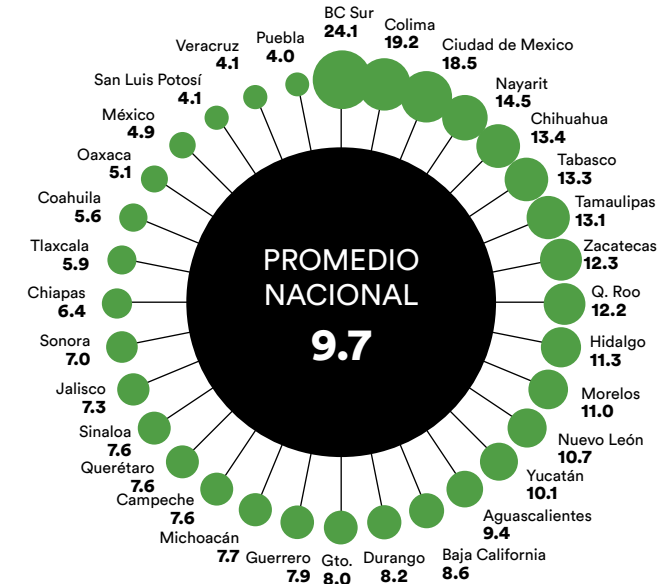 PROMEDIO
NACIONAL
9.7
BC Sur
24.1
Colima
19.2
Ciudad de Mexico
18.5
Nayarit
14.5
Chihuahua
13.4
Tabasco
13.3
Tamaulipas
13.1
Zacatecas
12.3
Q. Roo
12.2
Hidalgo
11.3
Morelos
11.0
Nuevo León
10.7
Yucatán
10.1
Aguascalientes
9.4
Baja California
8.6
Durango
8.2
Gto.
8.0
Guerrero
7.9
Michoacán
7.7
Campeche
7.6
Querétaro
7.6
Sinaloa
7.6
Jalisco
7.3
Sonora
7.0
Chiapas
6.4
Tlaxcala
5.9
Coahuila
5.6
Oaxaca
5.1
México
4.9
San Luis Potosí
4.1
Veracruz
4.1
Puebla
4.0